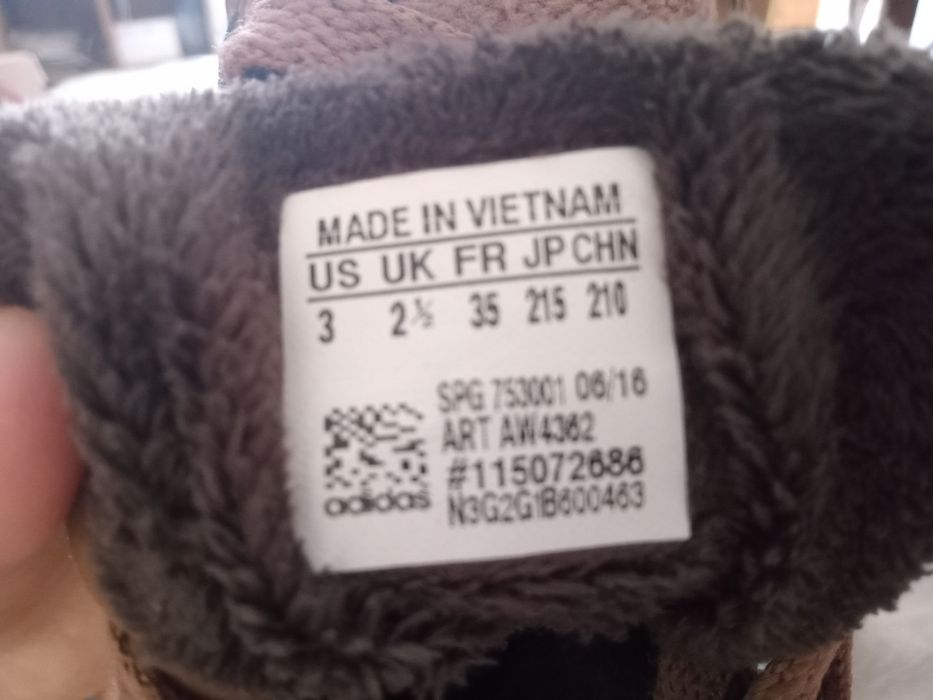 MADE IN VIETNAM
US UK FR JP CHN
3 2½ 35 215 210
SPG 753001 06/16
ART AW4362
#115072686
N3G2G1B600463
adidas